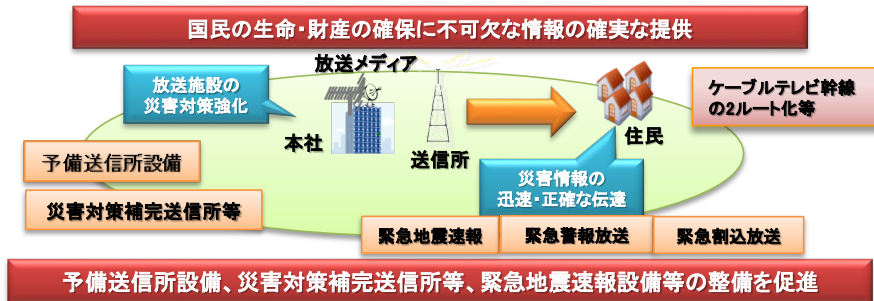 国民の生命・財産の確保に不可欠な情報の確実な提供
放送メディア
放送施設の
災害対策強化
ケーブルテレビ幹線
の2ルート化等
本社
送信所
住民
予備送信所設備
災害情報の
迅速・正確な伝達
災害対策補完送信所等
緊急地震速報
緊急警報放送
緊急割込放送
予備送信所設備、災害対策補完送信所等、緊急地震速報設備等の整備を促進